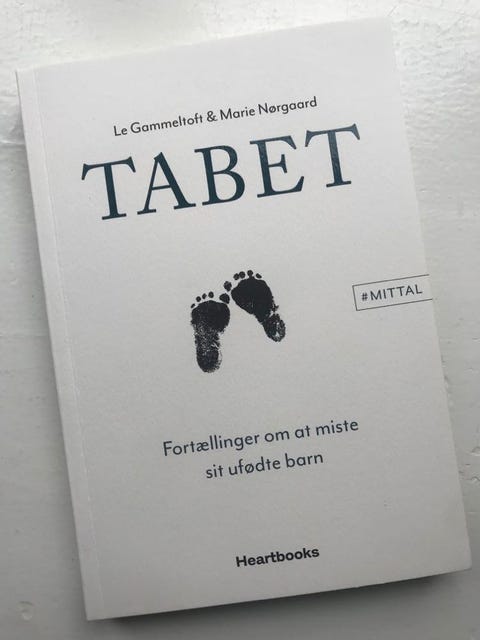 Le Gammeltoft & Marie Nørgaard
TABET
#MITTAL
Fortællinger om at miste
sit ufødte barn
Heartbooks